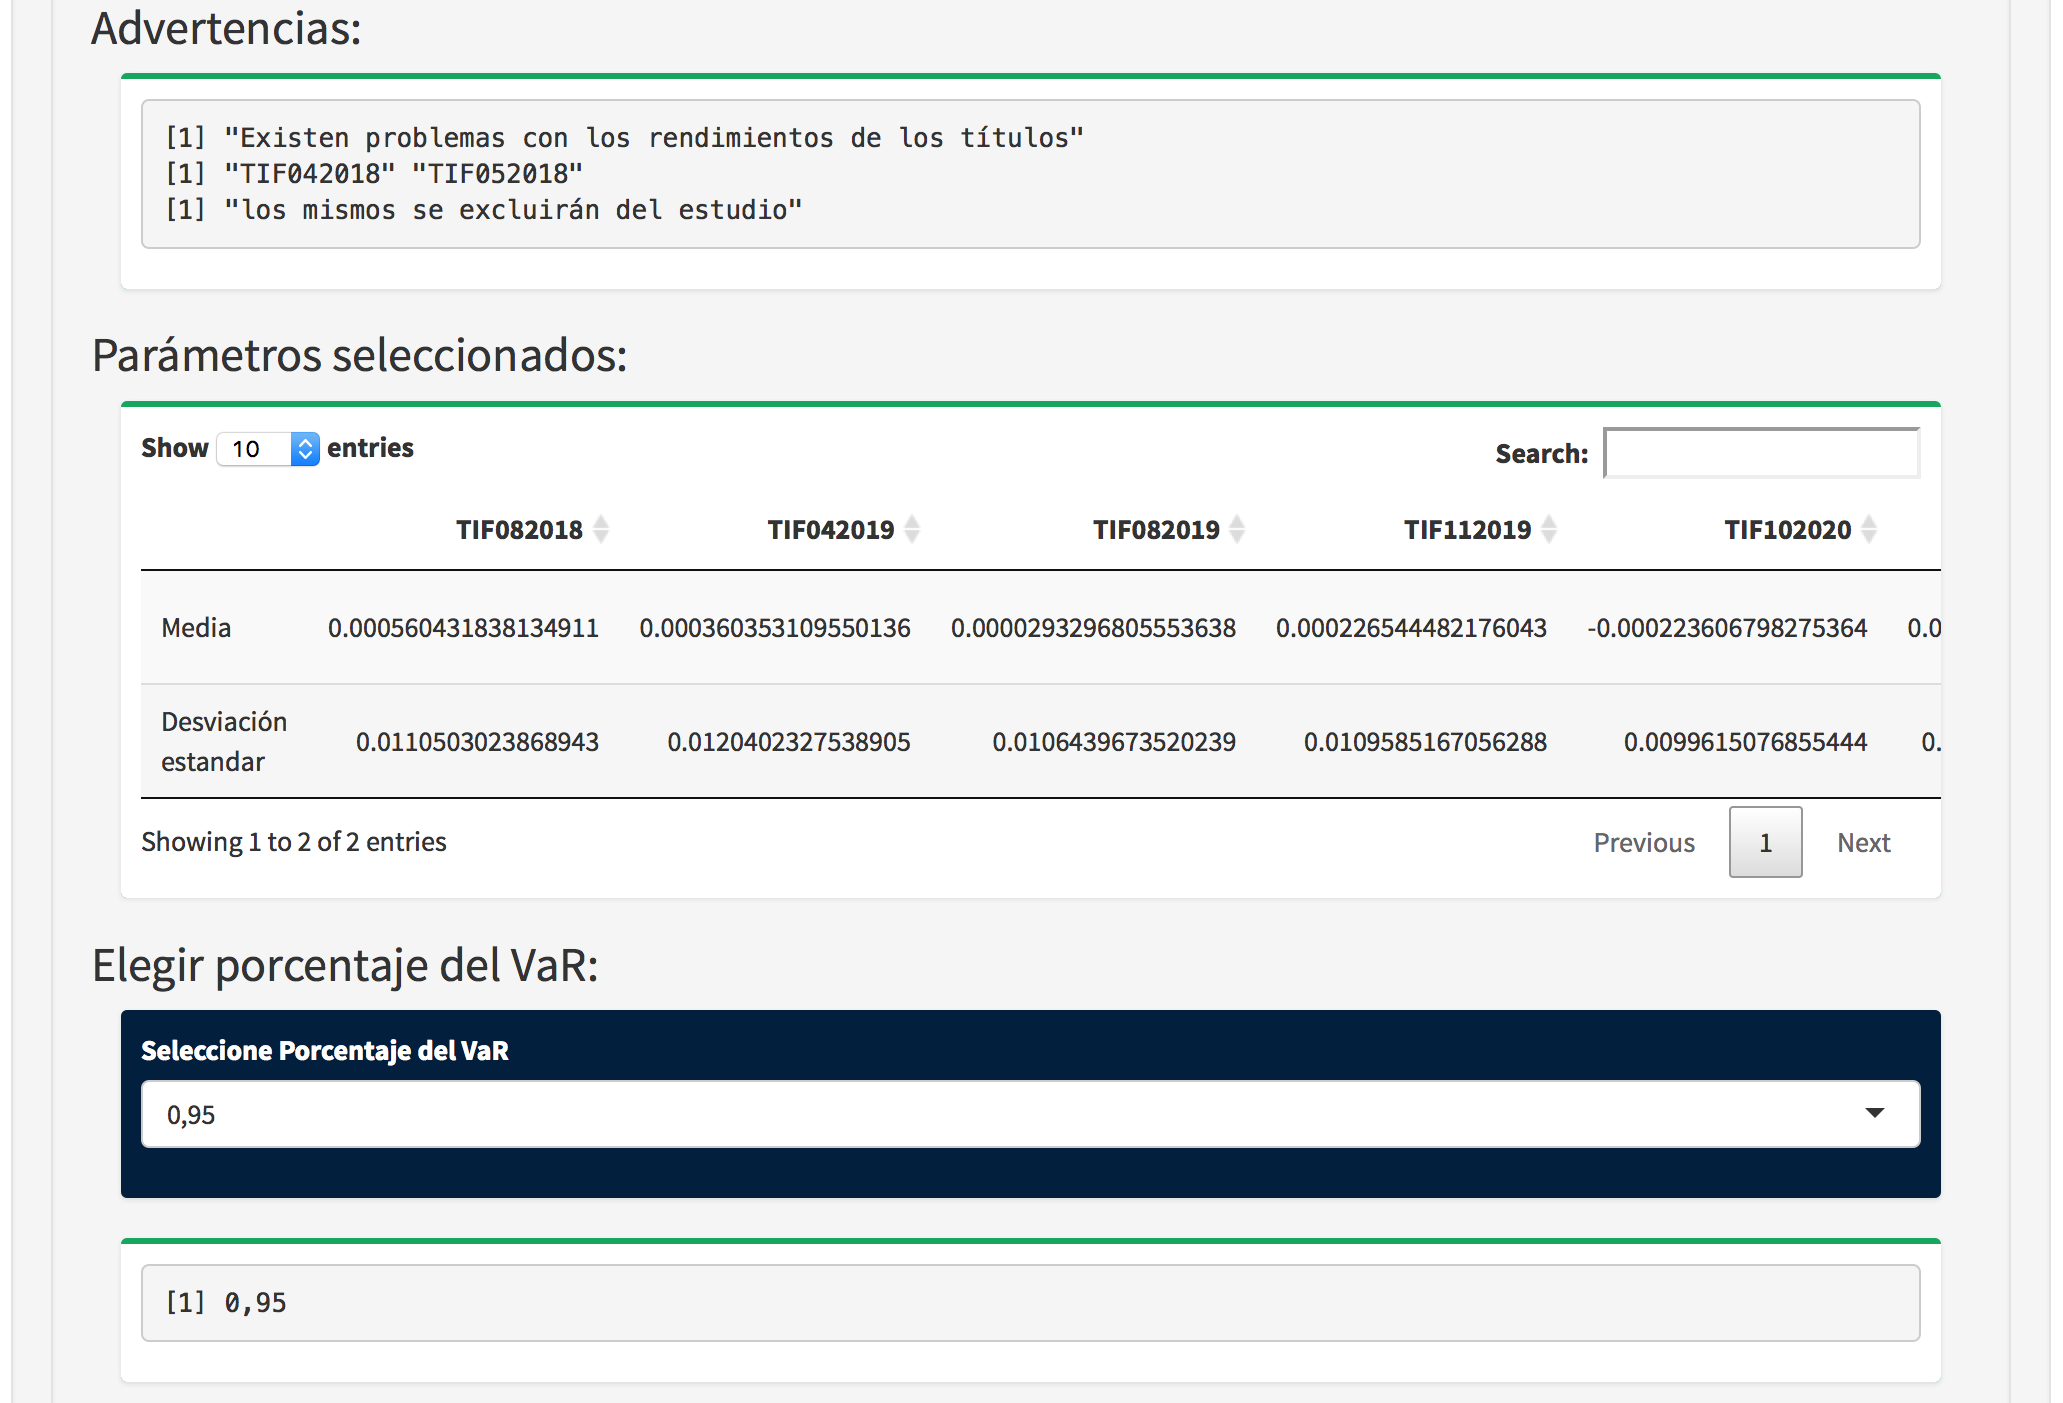 Advertencias:
[1] "Existen problemas con los rendimientos de los títulos"
[1] "TIF042018" "TIF052018"
[1] "los mismos se excluirán del estudio"
Parámetros seleccionados:
Show 10 entries Search:
TIF082018 TIF042019 TIF082019 TIF112019 TIF102020
Media 0.000560431838134911 0.000360353109550136 0.0000293296805553638 0.000226544482176043 -0.000223606798275364 0.0
Desviación
estandar 0.0110503023868943 0.0120402327538905 0.0106439673520239 0.0109585167056288 0.0099615076855444 0.
Showing 1 to 2 of 2 entries Previous 1 Next
Elegir porcentaje del VaR:
Seleccione Porcentaje del VaR
0,95
[1] 0,95